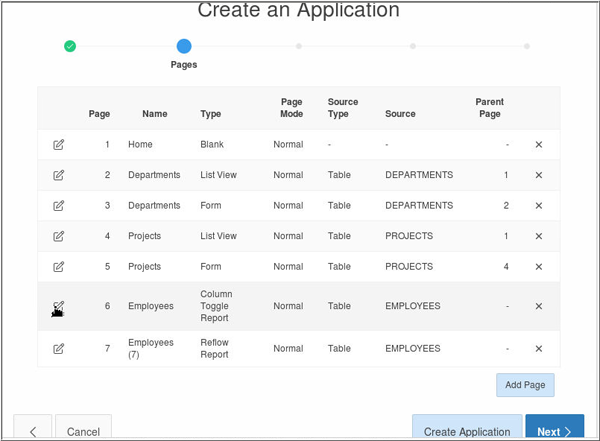 Create an Application
Pages
Page Name Type Page Mode Source Type Source Parent Page
1 Home Blank Normal - - -
2 Departments List View Normal Table DEPARTMENTS 1
3 Departments Form Normal Table DEPARTMENTS 2
4 Projects List View Normal Table PROJECTS 1
5 Projects Form Normal Table PROJECTS 4
6 Employees Column Toggle Report Normal Table EMPLOYEES -
7 Employees (7) Reflow Report Normal Table EMPLOYEES -
Add Page
Cancel Create Application Next